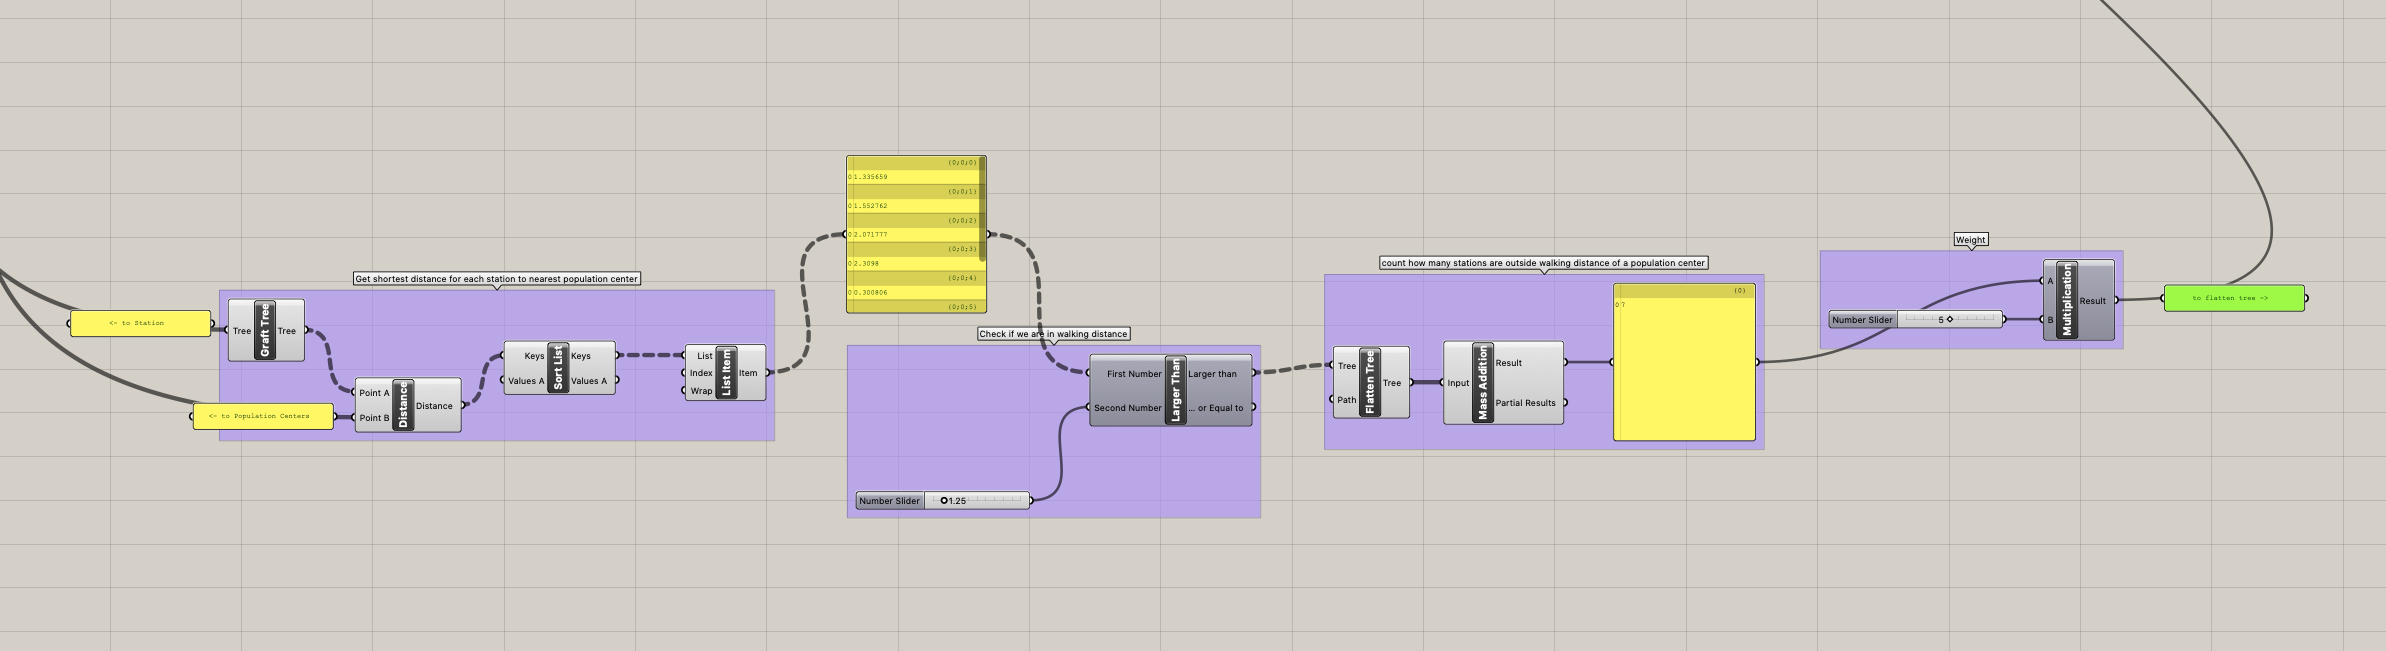 Get shortest distance for each station to nearest population center
<- to Station
Tree
Graft Tree
Tree
<- to Population Centers
Point A
Point B
Distance
Distance
Keys
Values A
Sort List
Keys
Values A
List
Index
Wrap
List Item
Item
{0;0;0}
0 1.335659
{0;0;1}
0 1.552762
{0;0;2}
0 2.071777
{0;0;3}
0 2.3098
{0;0;4}
0 0.300806
{0;0;5}
Check if we are in walking distance
First Number
Second Number
Larger Than
Larger than
… or Equal to
Number Slider
1.25
count how many stations are outside walking distance of a population center
Tree
Path
Flatten Tree
Tree
Input
Mass Addition
Result
Partial Results
{0}
0 7
Weight
Number Slider
5
A
B
Multiplication
Result
to flatten tree ->